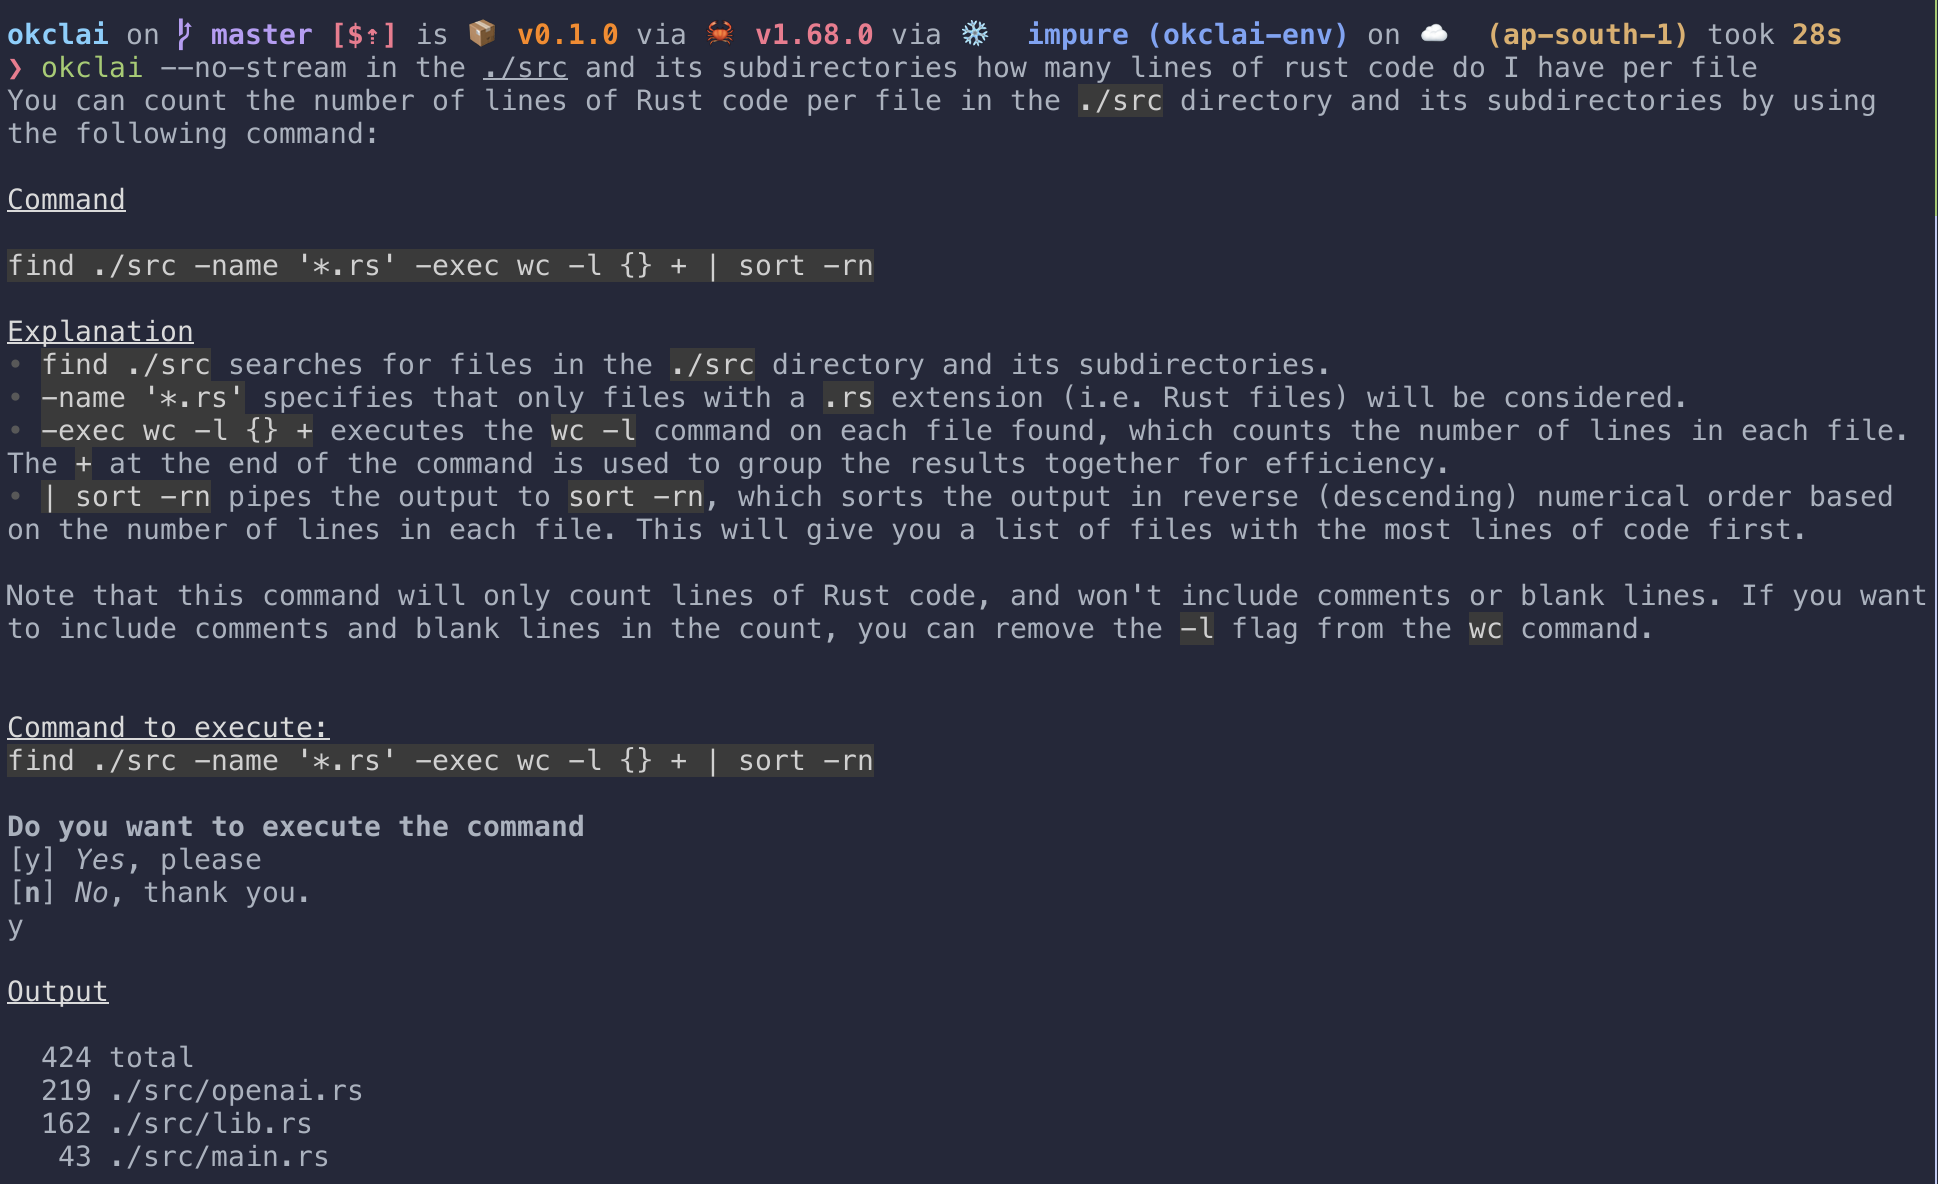 okclai on master [$⇡] is 📦 v0.1.0 via 🦀 v1.68.0 via ❄️ impure (okclai-env) on ☁️ (ap-south-1) took 28s
❯ okclai --no-stream in the ./src and its subdirectories how many lines of rust code do I have per file
You can count the number of lines of Rust code per file in the ./src directory and its subdirectories by using
the following command:
Command
find ./src -name '*.rs' -exec wc -l {} + | sort -rn
Explanation
• find ./src searches for files in the ./src directory and its subdirectories.
• -name '*.rs' specifies that only files with a .rs extension (i.e. Rust files) will be considered.
• -exec wc -l {} + executes the wc -l command on each file found, which counts the number of lines in each file.
The + at the end of the command is used to group the results together for efficiency.
• | sort -rn pipes the output to sort -rn, which sorts the output in reverse (descending) numerical order based
on the number of lines in each file. This will give you a list of files with the most lines of code first.
Note that this command will only count lines of Rust code, and won't include comments or blank lines. If you want
to include comments and blank lines in the count, you can remove the -l flag from the wc command.
Command to execute:
find ./src -name '*.rs' -exec wc -l {} + | sort -rn
Do you want to execute the command
[y] Yes, please
[n] No, thank you.
y
Output
424 total
219 ./src/openai.rs
162 ./src/lib.rs
43 ./src/main.rs